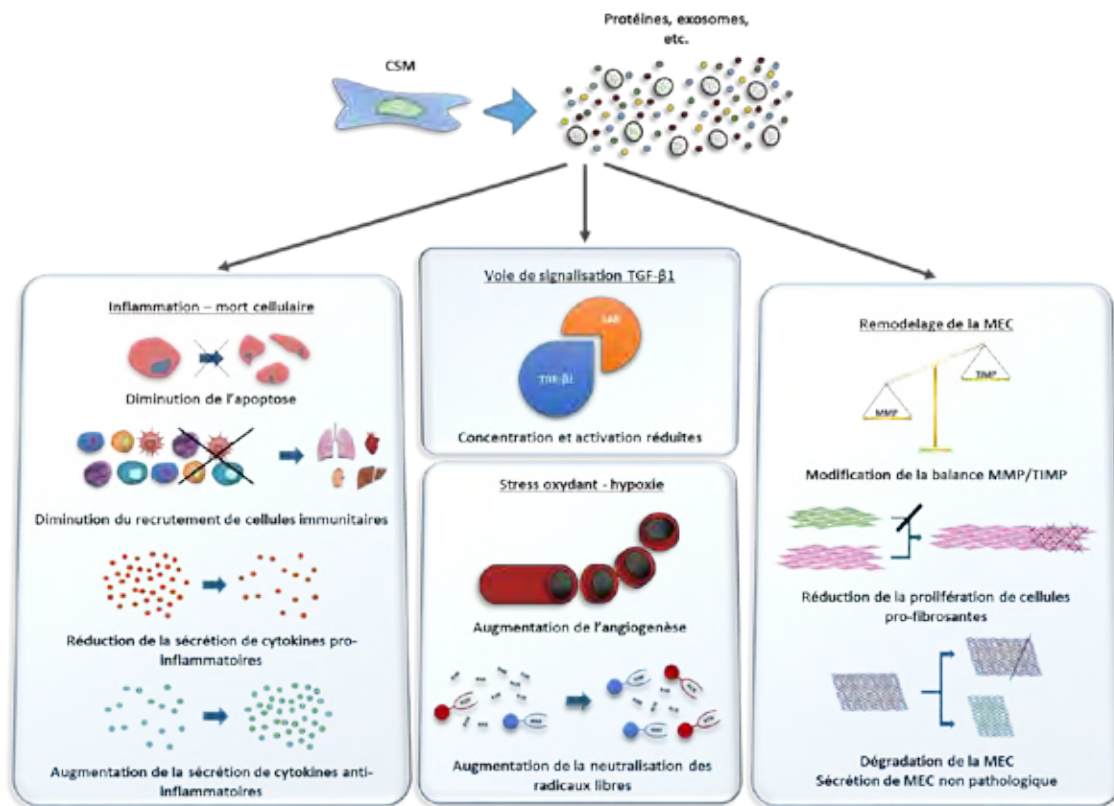 Protéines, exosomes,
etc.
CSM
Inflammation – mort cellulaire
Diminution de l'apoptose
Diminution du recrutement de cellules immunitaires
Réduction de la sécrétion de cytokines pro-
inflammatoires
Augmentation de la sécrétion de cytokines anti-
inflammatoires
Voie de signalisation TGF-β1
LAP
TGF-β1
Concentration et activation réduites
Stress oxydant - hypoxie
Augmentation de l'angiogenèse
Augmentation de la neutralisation des
radicaux libres
Remodelage de la MEC
TIMP
MMP
Modification de la balance MMP/TIMP
Réduction de la prolifération de cellules
pro-fibrosantes
Dégradation de la MEC
Sécrétion de MEC non pathologique